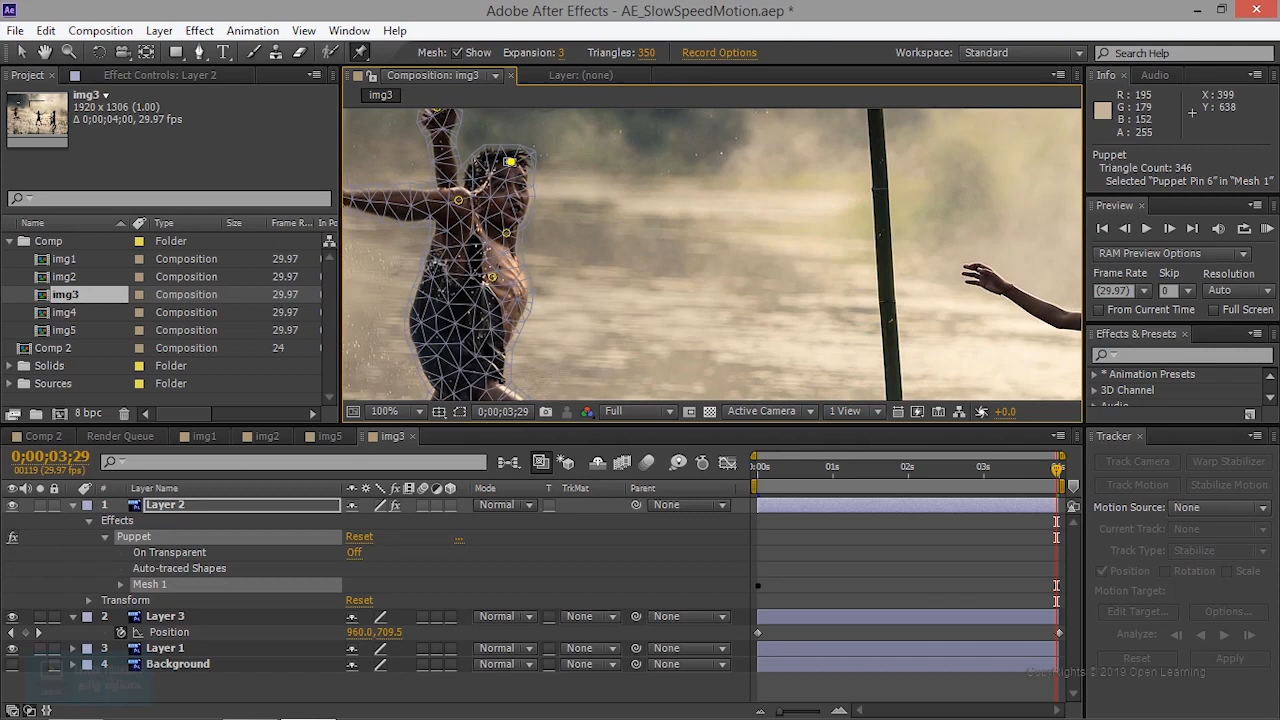 Adobe After Effects - AE_SlowSpeedMotion.aep *
File Edit Composition Layer Effect Animation View Window Help
Mesh: Show Expansion: 3 Triangles: 350 Record Options Workspace: Standard Search Help
Project Effect Controls: Layer 2 Composition: img3 Layer: (none) Info Audio
img3
1920 x 1306 (1.00)
Δ 0;00;04;00, 29.97 fps
img3
R : 195 X : 399
G : 179 Y : 638
B : 152
A : 255
Puppet
Triangle Count: 346
Selected "Puppet Pin 6" in "Mesh 1"
Name Type Size Frame R...
Comp Folder
img1 Composition 29.97
img2 Composition 29.97
img3 Composition 29.97
img4 Composition 29.97
img5 Composition 29.97
Comp 2 Composition 24
Solids Folder
Sources Folder
8 bpc
Preview
RAM Preview Options
Frame Rate Skip Resolution
(29.97) 0 Auto
From Current Time Full Screen
Effects & Presets
* Animation Presets
3D Channel
100% 0;00;03;29 Full Active Camera 1 View +0.0
Comp 2 Render Queue img1 img2 img5 img3
0;00;03;29
00119 (29.97 fps)
# Layer Name Mode T TrkMat Parent
01s 02s 03s
1 Layer 2 Normal None
Effects
Puppet Reset ...
On Transparent Off
Auto-traced Shapes
Mesh 1
Transform Reset
2 Layer 3 Normal None None
Position 960.0,709.5
3 Layer 1 Normal None None
4 Background Normal None None
Tracker
Track Camera Warp Stabilizer
Track Motion Stabilize Motion
Motion Source: None
Current Track: None
Track Type: Stabilize
Position Rotation Scale
Motion Target:
Edit Target... Options...
Analyze:
Reset Apply
CopyRights © 2019 Open Learning